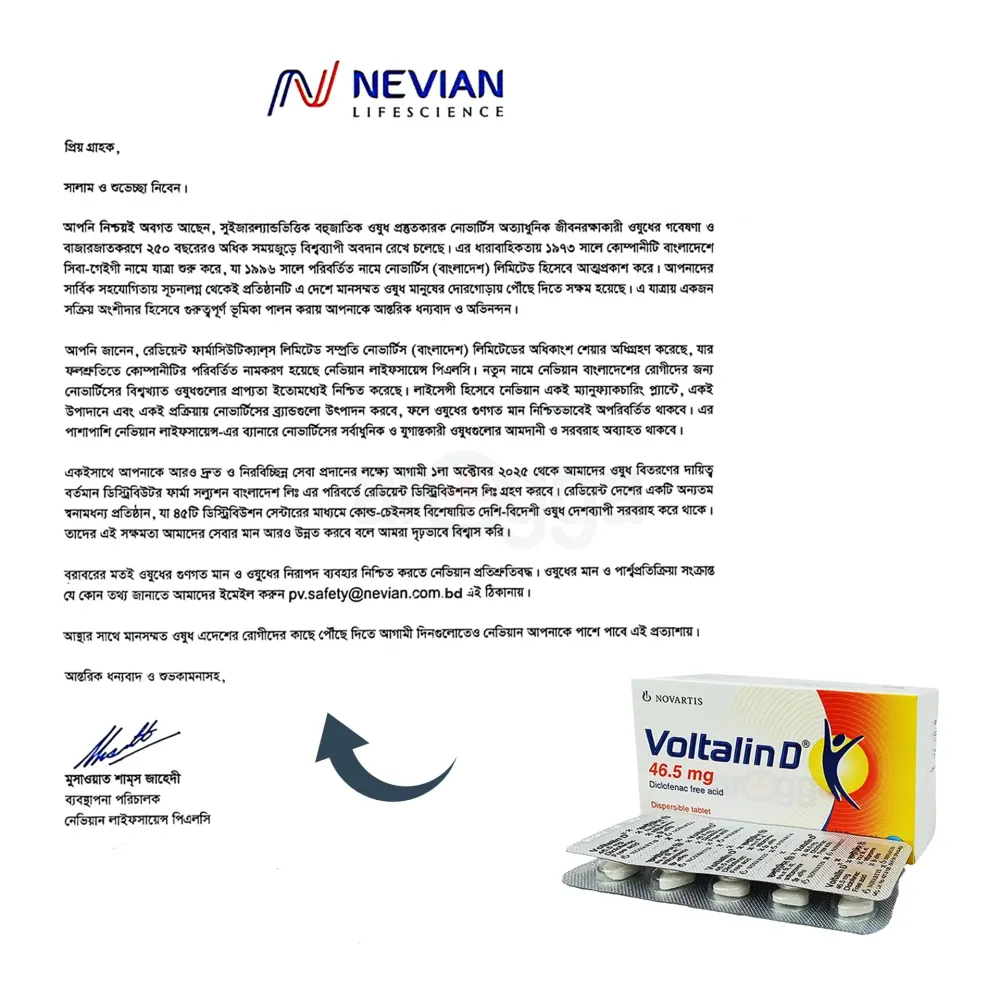 NEVIAN
LIFESCIENCE
প্রিয় গ্রাহক,
সালাম ও শুভেচ্ছা নিবেন।
আপনি নিশ্চয়ই অবগত আছেন, সুইজারল্যান্ডভিত্তিক বহুজাতিক ওষুধ প্রস্তুতকারক নোভার্টিস অত্যাধুনিক জীবনরক্ষাকারী ওষুধের গবেষণা ও
বাজারজাতকরণে ২৫০ বছরেরও অধিক সময়জুড়ে বিশ্বব্যাপী অবদান রেখে চলেছে। এর ধারাবাহিকতায় ১৯৭৩ সালে কোম্পানীটি বাংলাদেশে
সিবা-গেইগী নামে যাত্রা শুরু করে, যা ১৯৯৬ সালে পরিবর্তিত নামে নোভার্টিস (বাংলাদেশ) লিমিটেড হিসেবে আত্মপ্রকাশ করে। আপনাদের
সার্বিক সহযোগিতায় সূচনালগ্ন থেকেই প্রতিষ্ঠানটি এ দেশে মানসম্মত ওষুধ মানুষের দোরগোড়ায় পৌঁছে দিতে সক্ষম হয়েছে। এ যাত্রায় একজন
সক্রিয় অংশীদার হিসেবে গুরুত্বপূর্ণ ভূমিকা পালন করায় আপনাকে আন্তরিক ধন্যবাদ ও অভিনন্দন।
আপনি জানেন, রেডিয়েন্ট ফার্মাসিউটিক্যাল্স লিমিটেড সম্প্রতি নোভার্টিস (বাংলাদেশ) লিমিটেডের অধিকাংশ শেয়ার অধিগ্রহণ করেছে, যার
ফলশ্রুতিতে কোম্পানীটির পরিবর্তিত নামকরণ হয়েছে নেভিয়ান লাইফসায়েন্স পিএলসি। নতুন নামে নেভিয়ান বাংলাদেশের রোগীদের জন্য
নোভার্টিসের বিশ্বখ্যাত ওষুধগুলোর প্রাপ্যতা ইতোমধ্যেই নিশ্চিত করেছে। লাইসেন্সী হিসেবে নেভিয়ান একই ম্যানুফ্যাকচারিং প্ল্যান্টে, একই
উপাদানে এবং একই প্রক্রিয়ায় নোভার্টিসের ব্র্যান্ডগুলো উৎপাদন করবে, ফলে ওষুধের গুণগত মান নিশ্চিতভাবেই অপরিবর্তিত থাকবে। এর
পাশাপাশি নেভিয়ান লাইফসায়েন্স-এর ব্যানারে নোভার্টিসের সর্বাধুনিক ও যুগান্তকারী ওষুধগুলোর আমদানী ও সরবরাহ অব্যাহত থাকবে।
একইসাথে আপনাকে আরও দ্রুত ও নিরবিচ্ছিন্ন সেবা প্রদানের লক্ষ্যে আগামী ১লা অক্টোবর ২০২৫ থেকে আমাদের ওষুধ বিতরণের দায়িত্ব
বর্তমান ডিস্ট্রিবিউটর ফার্মা সল্যুশন বাংলাদেশ লিঃ এর পরিবর্তে রেডিয়েন্ট ডিস্ট্রিবিউশনস লিঃ গ্রহণ করবে। রেডিয়েন্ট দেশের একটি অন্যতম
স্বনামধন্য প্রতিষ্ঠান, যা ৪৫টি ডিস্ট্রিবিউশন সেন্টারের মাধ্যমে কোল্ড-চেইনসহ বিশেষায়িত দেশি-বিদেশী ওষুধ দেশব্যাপী সরবরাহ করে থাকে।
তাদের এই সক্ষমতা আমাদের সেবার মান আরও উন্নত করবে বলে আমরা দৃঢ়ভাবে বিশ্বাস করি।
বরাবরের মতই ওষুধের গুণগত মান ও ওষুধের নিরাপদ ব্যবহার নিশ্চিত করতে নেভিয়ান প্রতিশ্রুতিবদ্ধ। ওষুধের মান ও পার্শ্বপ্রতিক্রিয়া সংক্রান্ত
যে কোন তথ্য জানাতে আমাদের ইমেইল করুন pv.safety@nevian.com.bd এই ঠিকানায়।
আস্থার সাথে মানসম্মত ওষুধ এদেশের রোগীদের কাছে পৌঁছে দিতে আগামী দিনগুলোতেও নেভিয়ান আপনাকে পাশে পাবে এই প্রত্যাশায়।
আন্তরিক ধন্যবাদ ও শুভকামনাসহ,
মুসাওয়াত শাম্‌স জাহেদী
ব্যবস্থাপনা পরিচালক
নেভিয়ান লাইফসায়েন্স পিএলসি
NOVARTIS
Voltalin D®
46.5 mg
Diclofenac free acid
Dispersible tablet
Voltalin D
46.5 mg
Diclofenac
Free acid